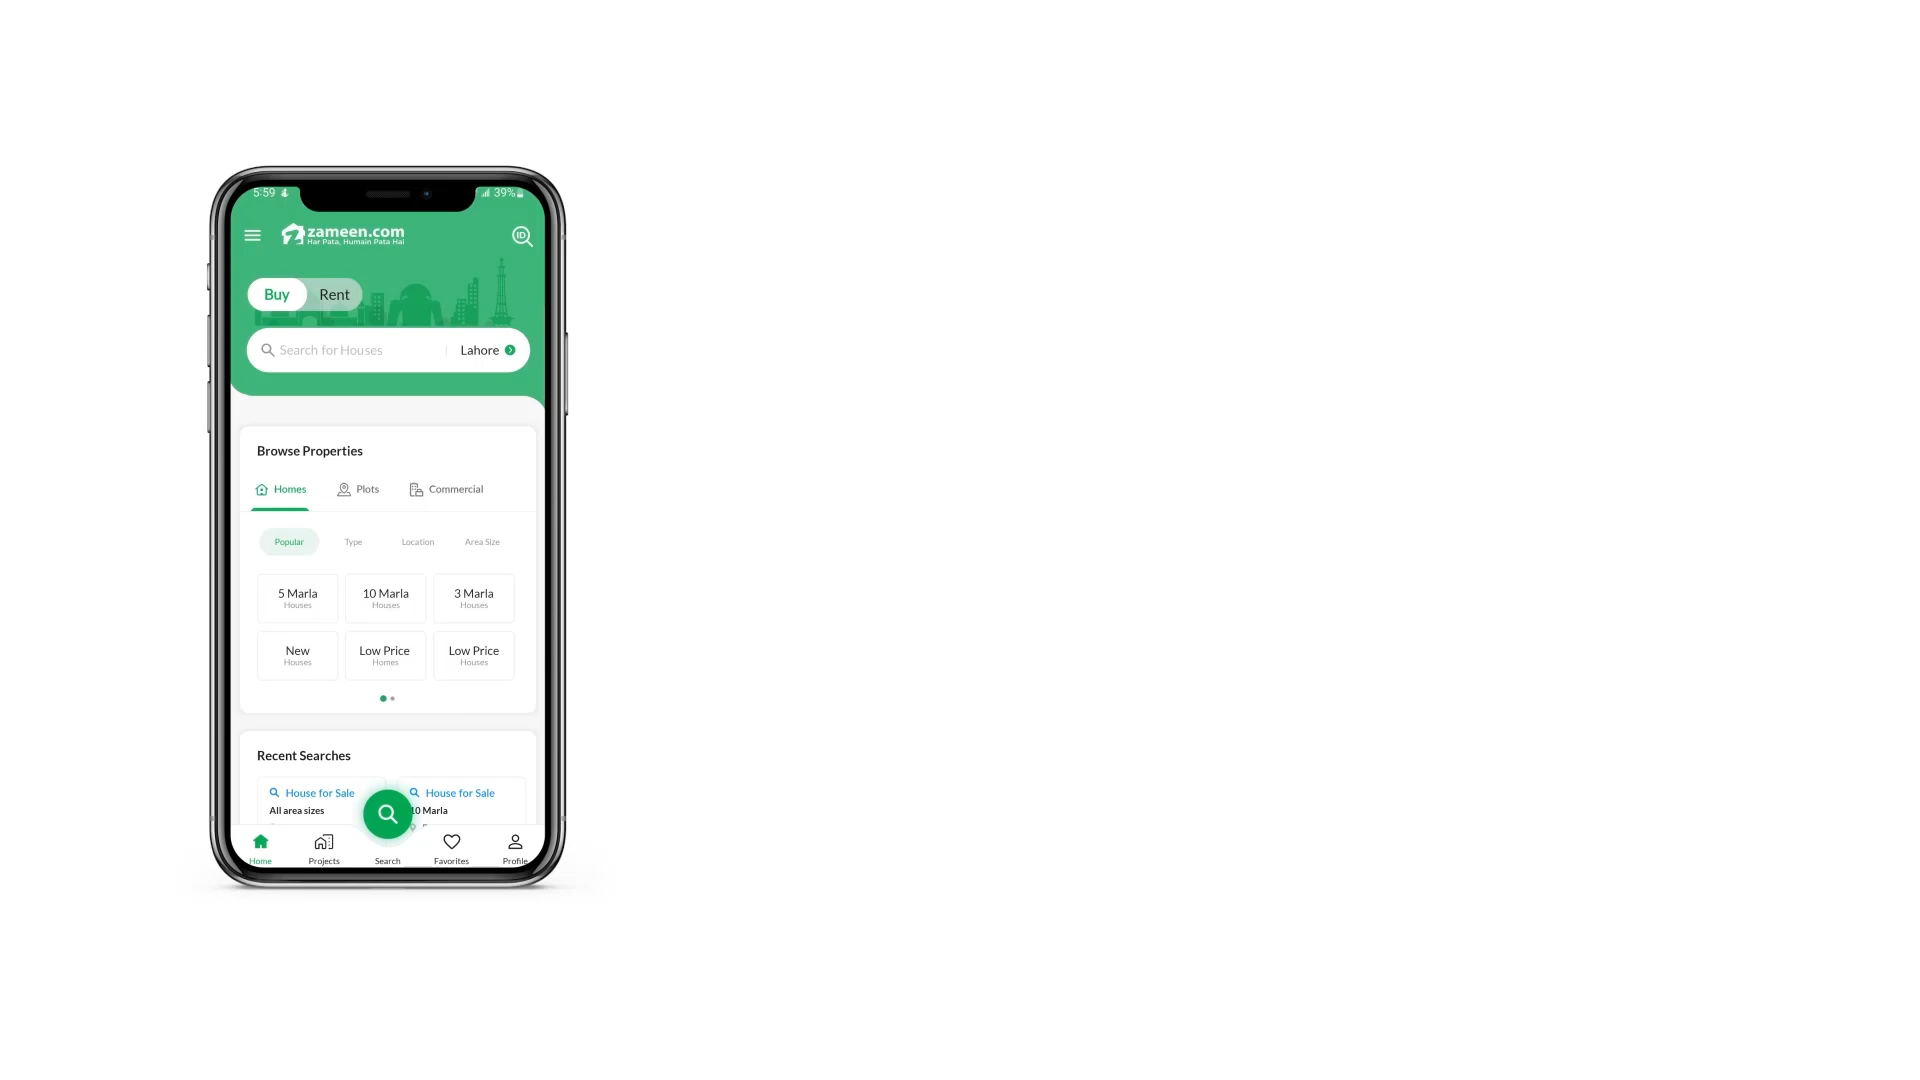 5:59
39%
zameen.com
Har Pata, Humain Pata Hai
ID
Buy Rent
Search for Houses Lahore
Browse Properties
Homes Plots Commercial
Popular Type Location Area Size
5 Marla 10 Marla 3 Marla
Houses Houses Houses
New Low Price Low Price
Houses Homes Houses
Recent Searches
House for Sale House for Sale
All area sizes 10 Marla
Home Projects Search Favorites Profile